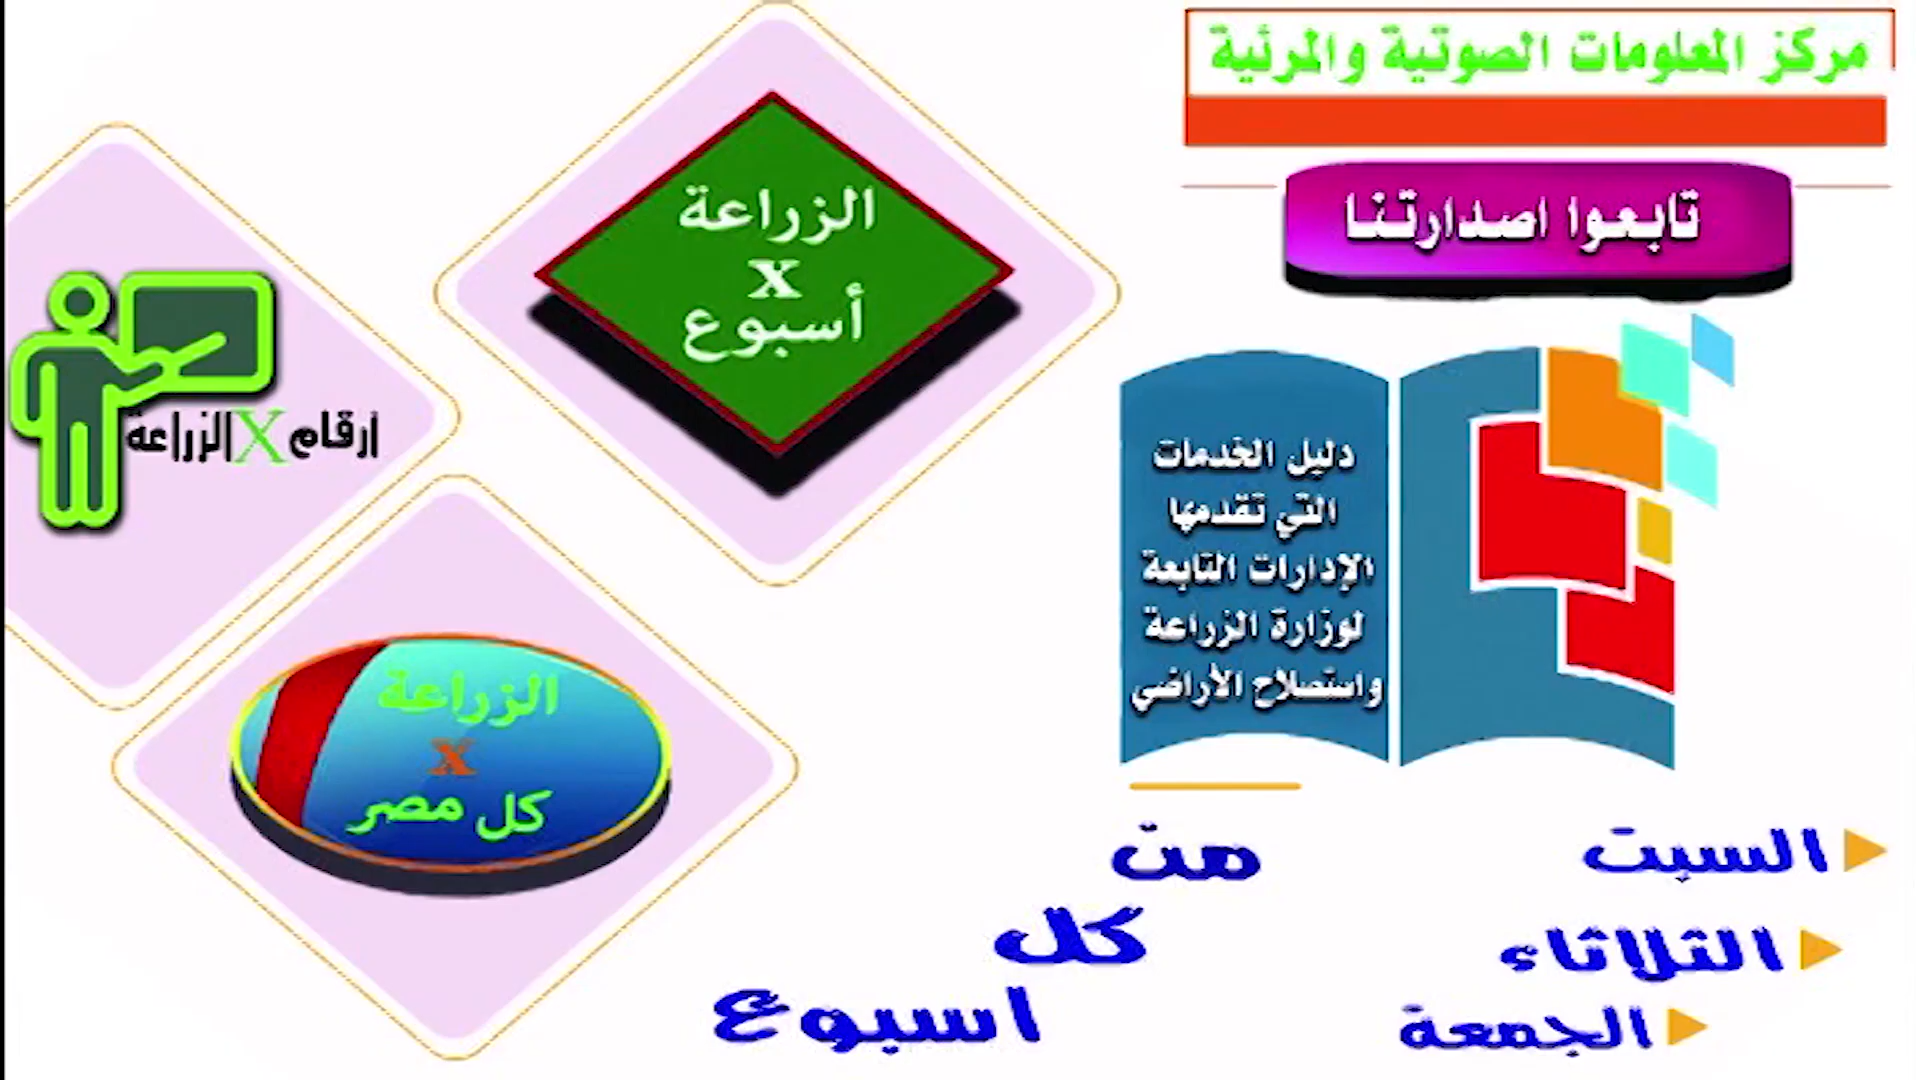 مركز المعلومات الصوتية والمرئية
تابعوا اصدارتنا
الزراعة
X
أسبوع
ارقام X الزراعة
دليل الخدمات
التي تقدمها
الإدارات التابعة
لوزارة الزراعة
واستصلاح الأراضي
الزراعة
X
كل مصر
السبت
الثلاثاء
الجمعة
من
كل
اسبوع